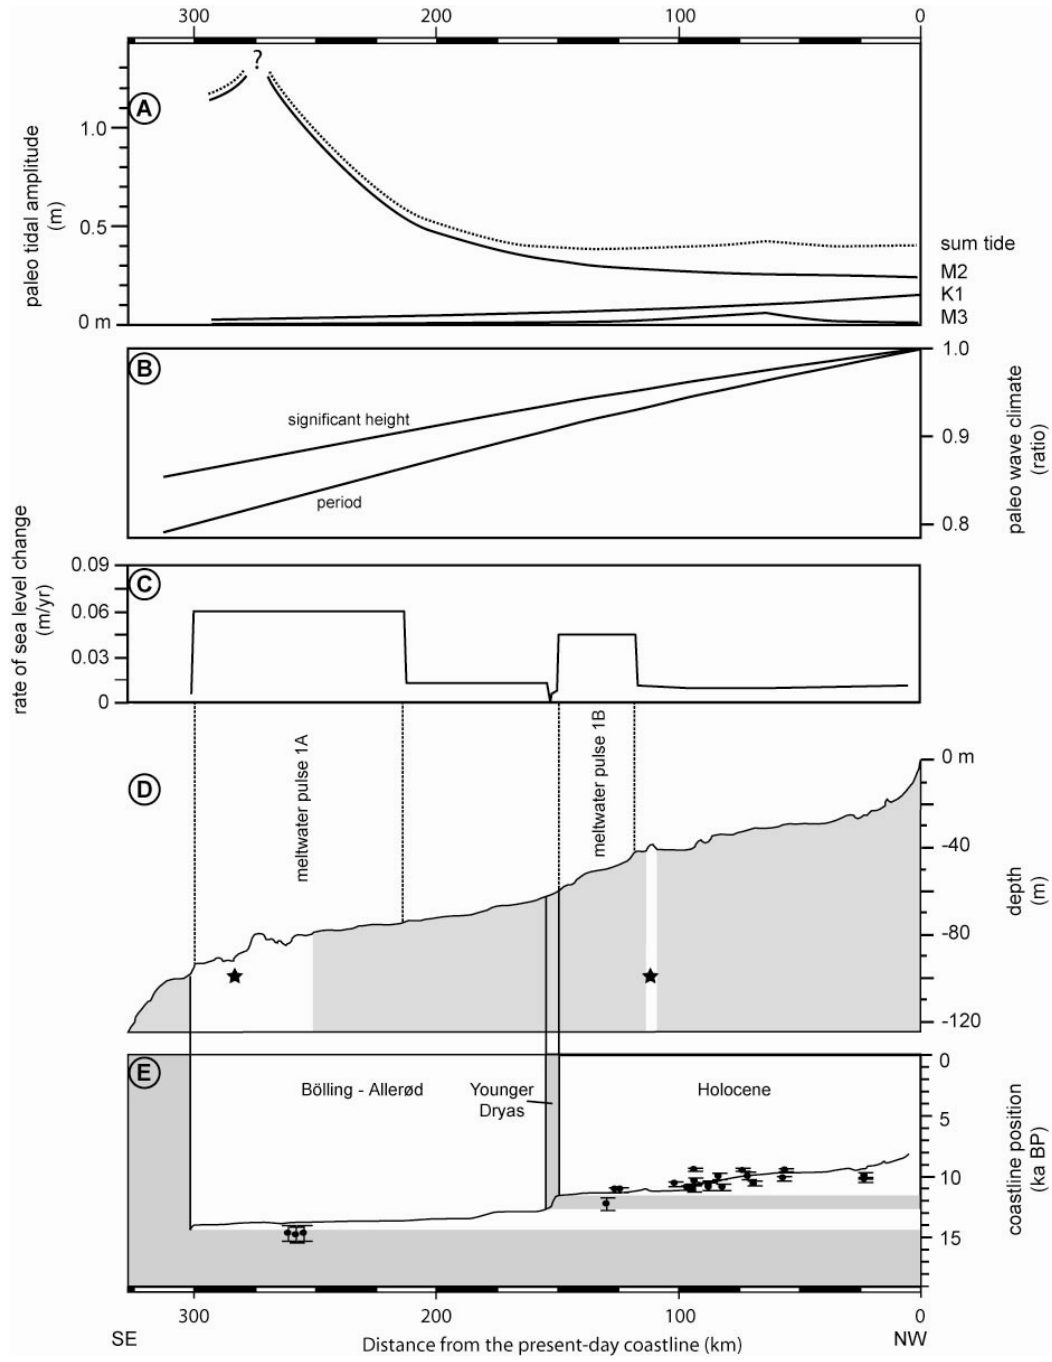 300 200 100 0
?
A
1.0
0.5
0 m
paleo tidal amplitude
(m)
sum tide
M2
K1
M3
B
significant height
period
1.0
0.9
0.8
paleo wave climate
(ratio)
C
0.09
0.06
0.03
0
rate of sea level change
(m/yr)
meltwater pulse 1A
meltwater pulse 1B
D
0 m
-40
-80
-120
depth
(m)
E
Bölling - Allerød
Younger
Dryas
Holocene
0
5
10
15
coastline position
(ka BP)
300 200 100 0
SE Distance from the present-day coastline (km) NW